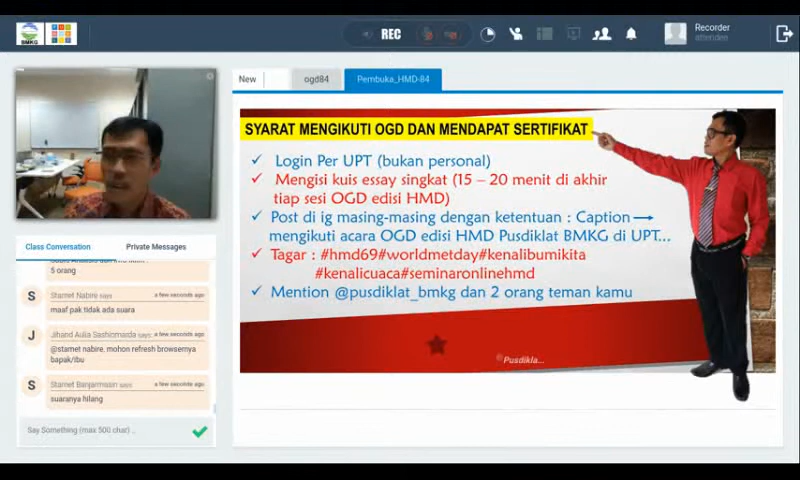 BMKG
REC
Recorder
attendee
New
ogd84
Pembuka_HMD-84
SYARAT MENGIKUTI OGD DAN MENDAPAT SERTIFIKAT
Login Per UPT (bukan personal)
Mengisi kuis essay singkat (15 – 20 menit di akhir
tiap sesi OGD edisi HMD)
Post di ig masing-masing dengan ketentuan : Caption
mengikuti acara OGD edisi HMD Pusdiklat BMKG di UPT...
Tagar : #hmd69#worldmetday#kenalibumikita
#kenalicuaca#seminaronlinehmd
Mention @pusdiklat_bmkg dan 2 orang teman kamu
Pusdikla...
Class Conversation
Private Messages
5 orang
S
Stamet Nabire says
a few seconds ago
maaf pak tidak ada suara
J
Jihand Aulia Sashiomarda says:
a few seconds ago
@stamet nabire, mohon refresh browsernya
bapak/ibu
S
Stamet Banjarmasin says
a few seconds ago
suaranya hilang
Say Something (max 500 char) ..